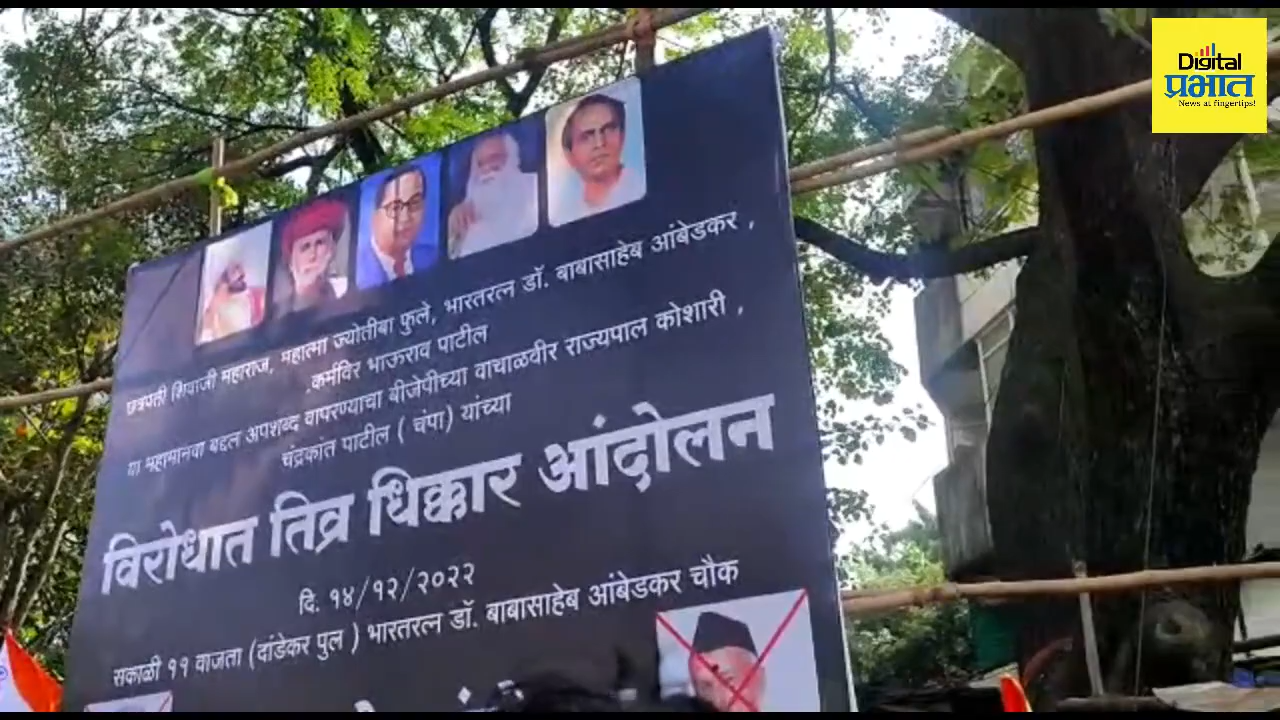 Digital
प्रभात
News at fingertips!
छत्रपती शिवाजी महाराज, महात्मा ज्योतीबा फुले, भारतरत्न डॉ. बाबासाहेब आंबेडकर ,
,कर्मविर भाऊराव पाटील
या महामानवा बद्दल अपशब्द वापरण्याचा बीजेपीच्या वाचाळवीर राज्यपाल कोशारी ,
चंद्रकांत पाटील ( चंपा) यांच्या
विरोधात तिव्र धिक्कार आंदोलन
दि. १४/१२/२०२२
सकाळी ११ वाजता (दांडेकर पुल ) भारतरत्न डॉ. बाबासाहेब आंबेडकर चौक